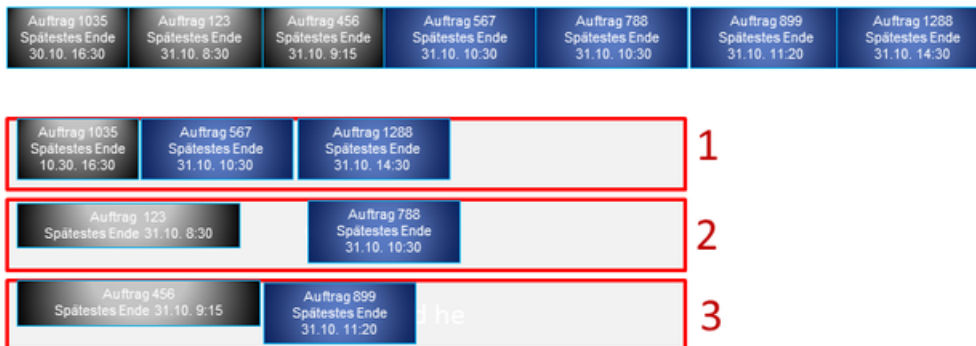 Auftrag 1035
Spätestes Ende
30.10. 16:30
Auftrag 123
Spätestes Ende
31.10. 8:30
Auftrag 456
Spätestes Ende
31.10. 9:15
Auftrag 567
Spätestes Ende
31.10. 10:30
Auftrag 788
Spätestes Ende
31.10. 10:30
Auftrag 899
Spätestes Ende
31.10. 11:20
Auftrag 1288
Spätestes Ende
31.10. 14:30
Auftrag 1035
Spätestes Ende
10.30. 16:30
Auftrag 567
Spätestes Ende
31.10. 10:30
Auftrag 1288
Spätestes Ende
31.10. 14:30
1
Auftrag 123
Spätestes Ende 31.10. 8:30
Auftrag 788
Spätestes Ende
31.10. 10:30
2
Auftrag 456
Spätestes Ende 31.10. 9:15
Auftrag 899
Spätestes Ende
31.10. 11:20
he
3